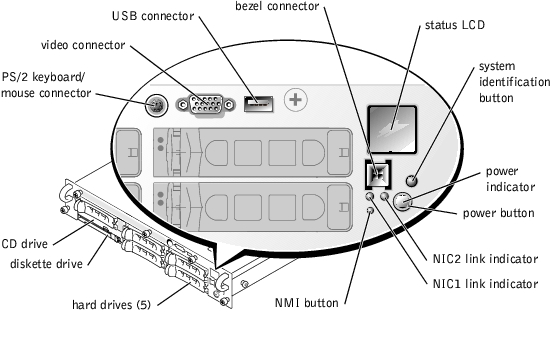 bezel connector
USB connector
status LCD
video connector
system
identification
button
PS/2 keyboard/
mouse connector
power
indicator
power button
CD drive
diskette drive
NIC2 link indicator
NIC1 link indicator
hard drives (5)
NMI button